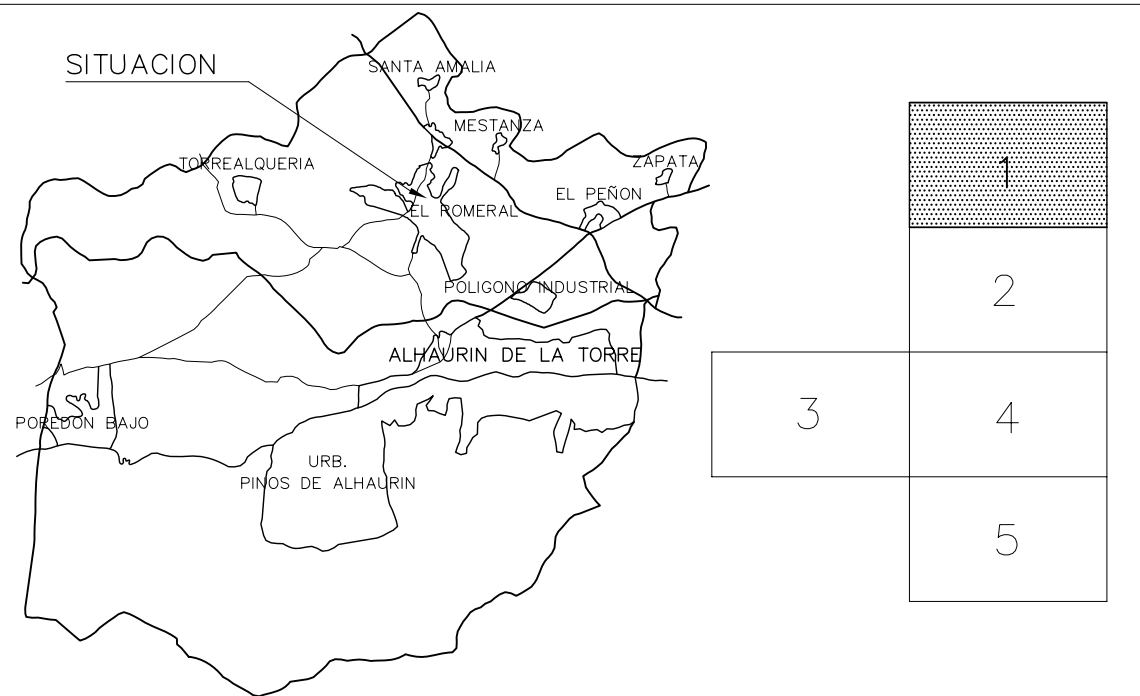 SITUACION
SANTA AMALIA
MESTANZA
TORREALQUERIA
ZAPATA
EL PEÑON
EL ROMERAL
POLIGONO INDUSTRIAL
ALHAURIN DE LA TORRE
POREDON BAJO
URB.
PINOS DE ALHAURIN
1
2
3
4
5